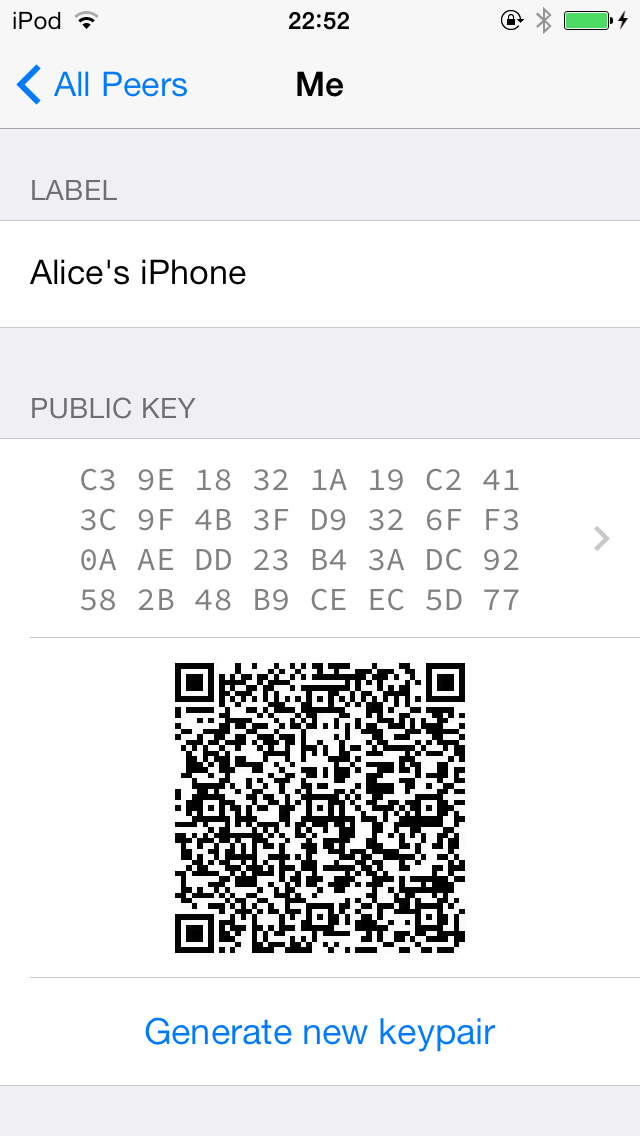 iPod 22:52
All Peers Me
LABEL
Alice's iPhone
PUBLIC KEY
C3 9E 18 32 1A 19 C2 41
3C 9F 4B 3F D9 32 6F F3
0A AE DD 23 B4 3A DC 92
58 2B 48 B9 CE EC 5D 77
Generate new keypair